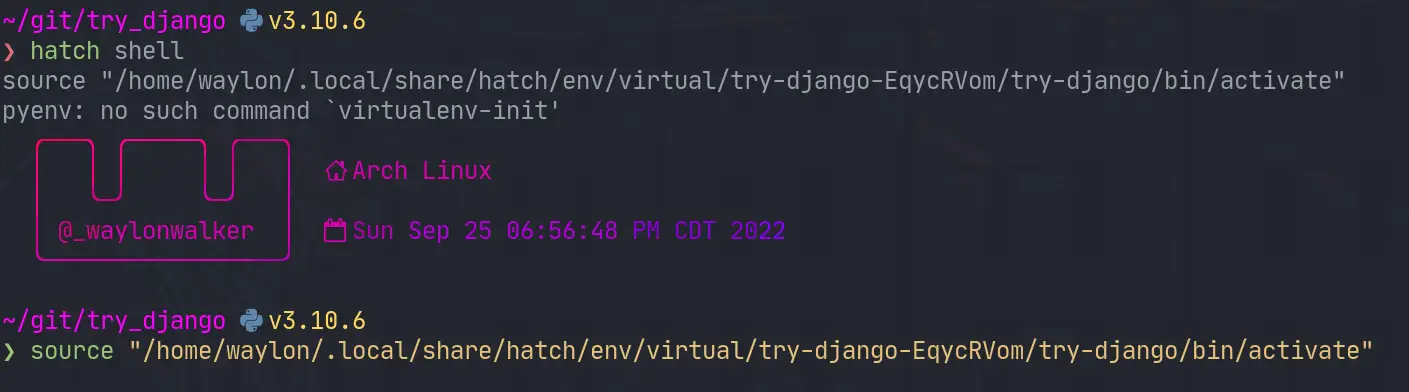 ~/git/try_django v3.10.6
❯ hatch shell
source "/home/waylon/.local/share/hatch/env/virtual/try-django-EqycRVom/try-django/bin/activate"
pyenv: no such command `virtualenv-init'
Arch Linux
@_waylonwalker Sun Sep 25 06:56:48 PM CDT 2022
~/git/try_django v3.10.6
❯ source "/home/waylon/.local/share/hatch/env/virtual/try-django-EqycRVom/try-django/bin/activate"